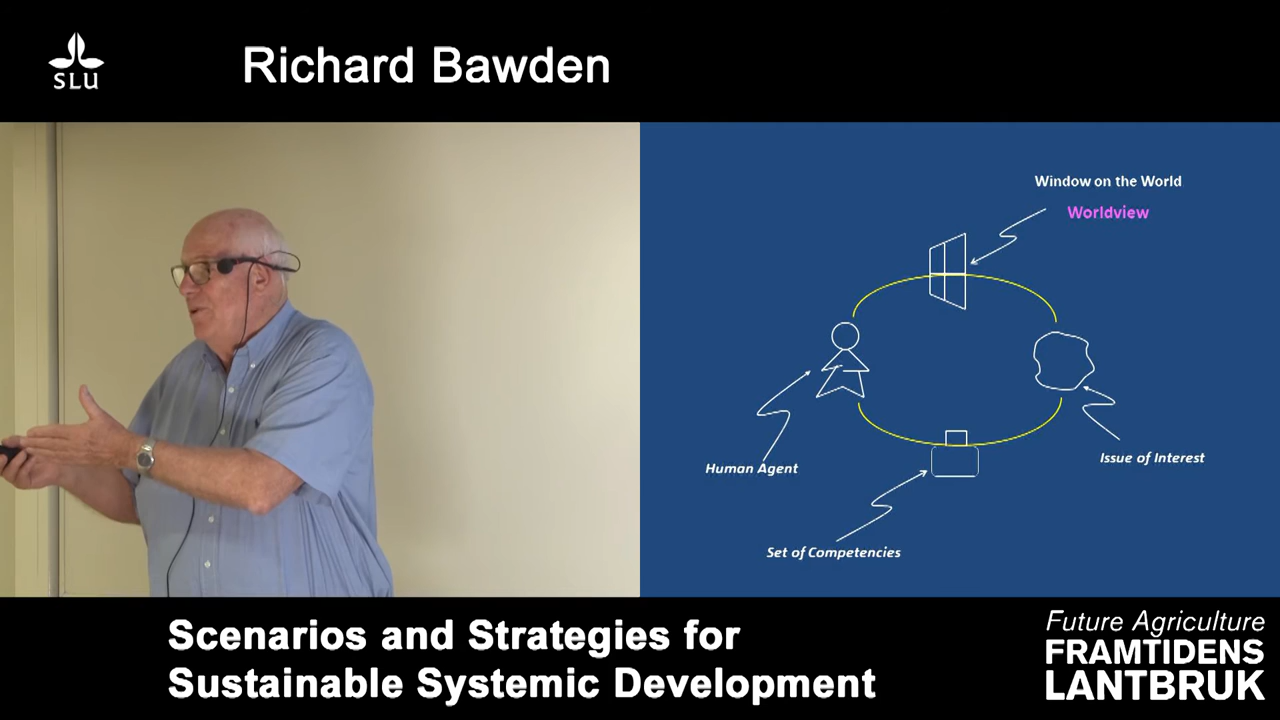 SLU
Richard Bawden
Window on the World
Worldview
Human Agent
Issue of Interest
Set of Competencies
Scenarios and Strategies for
Sustainable Systemic Development
Future Agriculture
FRAMTIDENS
LANTBRUK